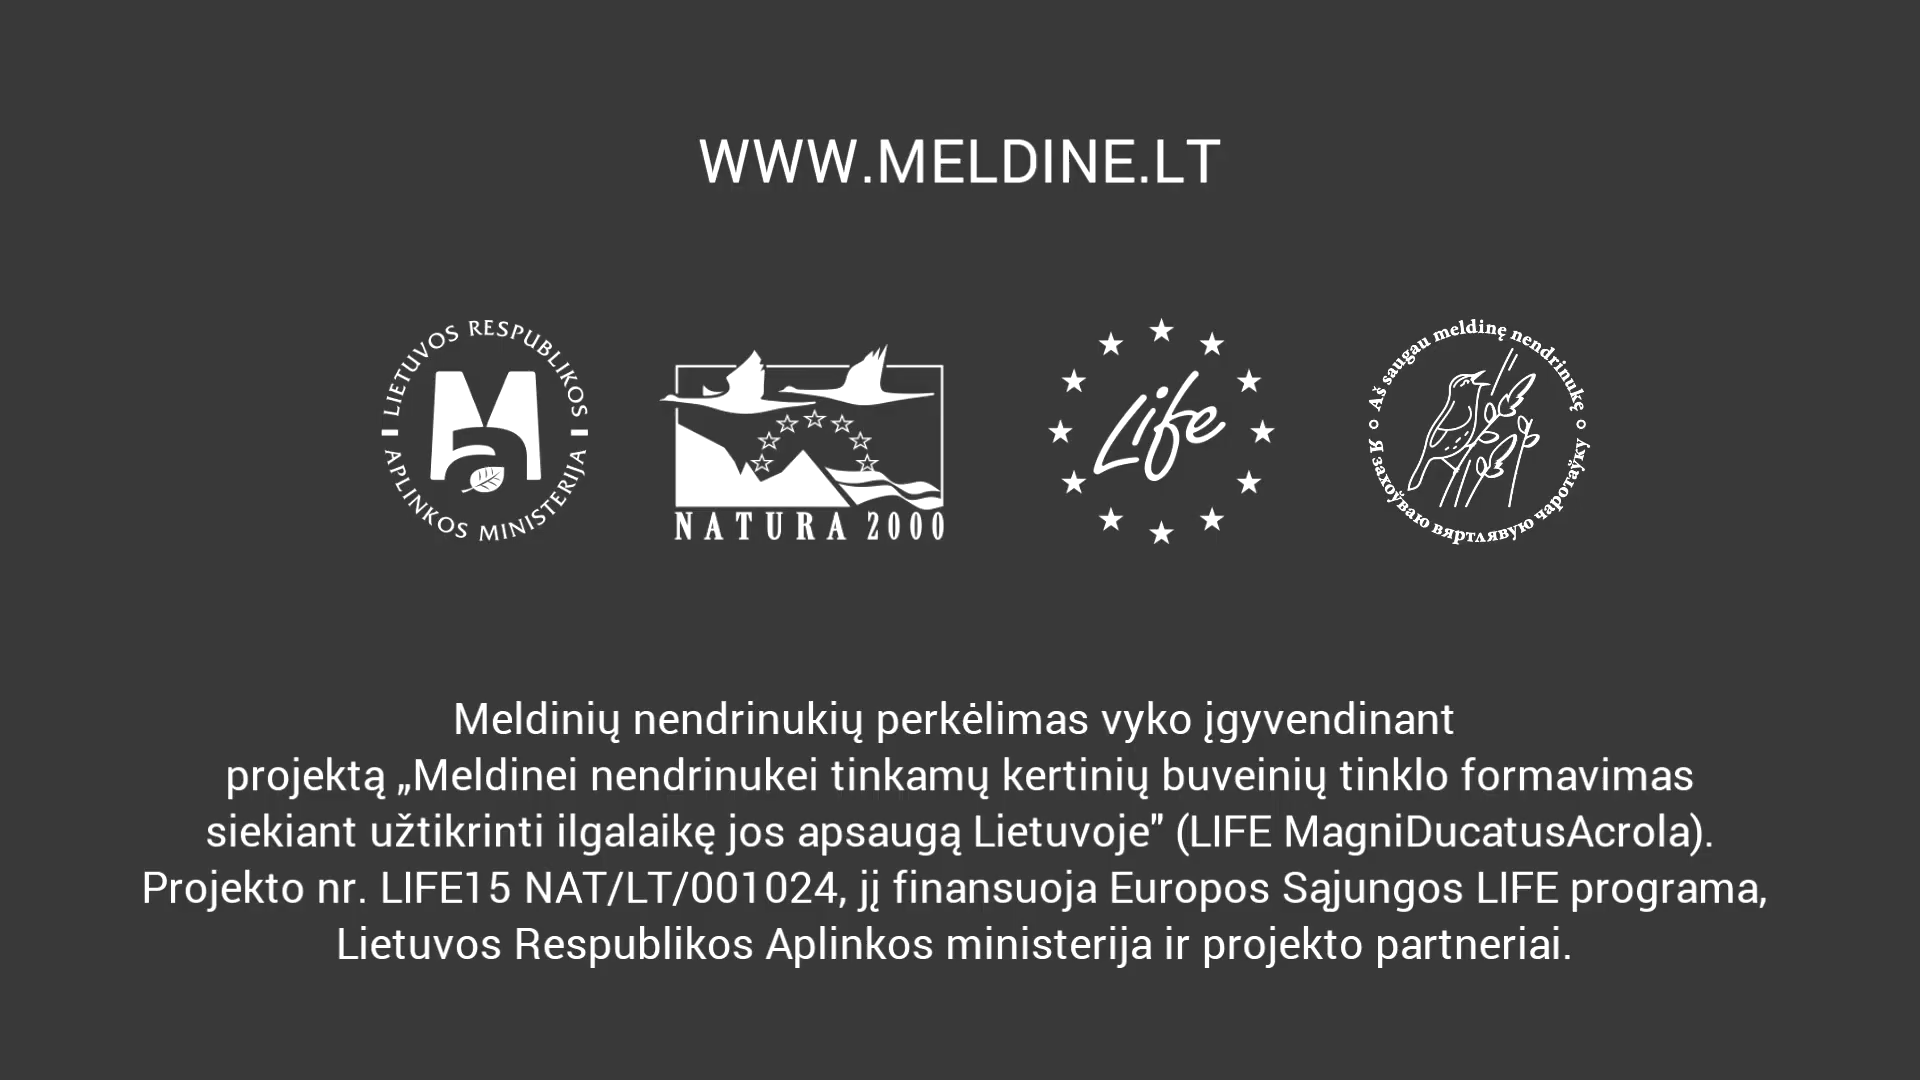 WWW.MELDINE.LT
LIETUVOS RESPUBLIKOS
APLINKOS MINISTERIJA
NATURA 2000
Life
Aš saugau meldinę nendrinukę
Я захоўваю вяртлявую чаротаўку
Meldinių nendrinukių perkėlimas vyko įgyvendinant
projektą „Meldinei nendrinukei tinkamų kertinių buveinių tinklo formavimas
siekiant užtikrinti ilgalaikę jos apsaugą Lietuvoje" (LIFE MagniDucatusAcrola).
Projekto nr. LIFE15 NAT/LT/001024, jį finansuoja Europos Sąjungos LIFE programa,
Lietuvos Respublikos Aplinkos ministerija ir projekto partneriai.